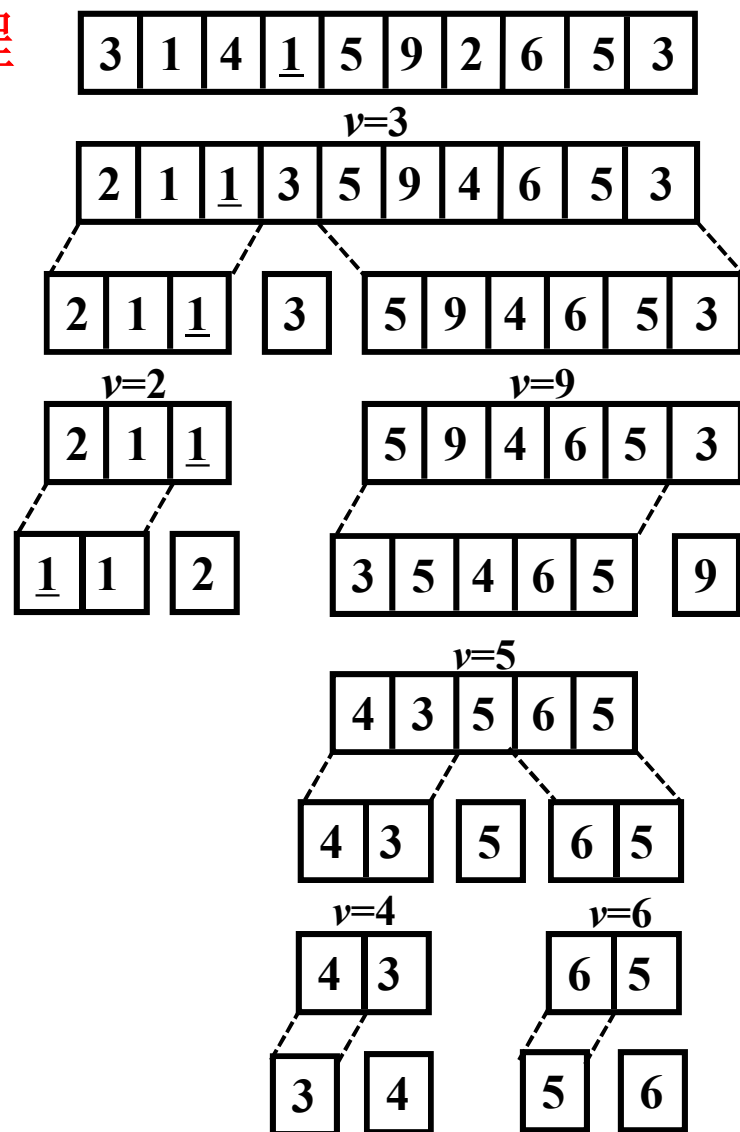 程
3 1 4 1 5 9 2 6 5 3
v=3
2 1 1 3 5 9 4 6 5 3
2 1 1 3 5 9 4 6 5 3
v=2 v=9
2 1 1 5 9 4 6 5 3
1 1 2 3 5 4 6 5 9
v=5
4 3 5 6 5
4 3 5 6 5
v=4 v=6
4 3 6 5
3 4 5 6